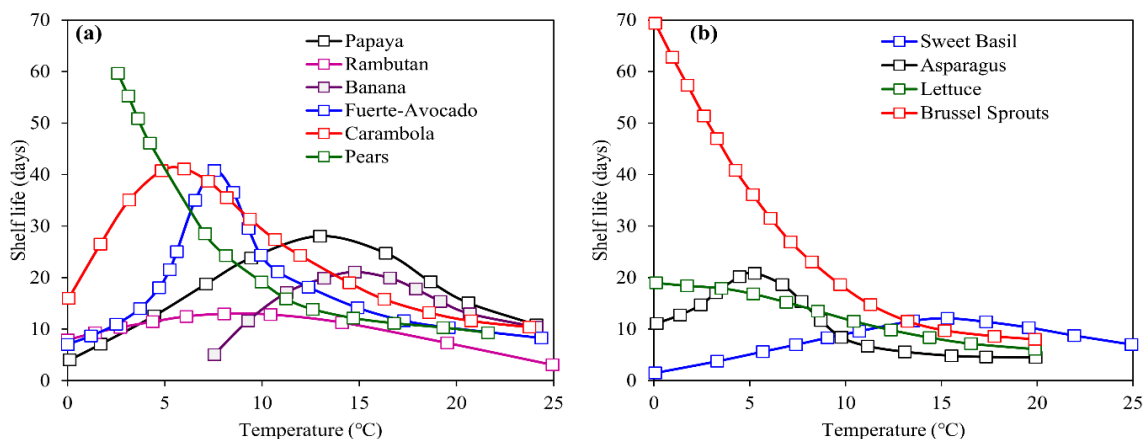 (a)
Shelf life (days)
70
60
50
40
30
20
10
0
Papaya
Rambutan
Banana
Fuerte-Avocado
Carambola
Pears
0 5 10 15 20 25
Temperature (°C)
(b)
Shelf life (days)
70
60
50
40
30
20
10
0
Sweet Basil
Asparagus
Lettuce
Brussel Sprouts
0 5 10 15 20 25
Temperature (°C)